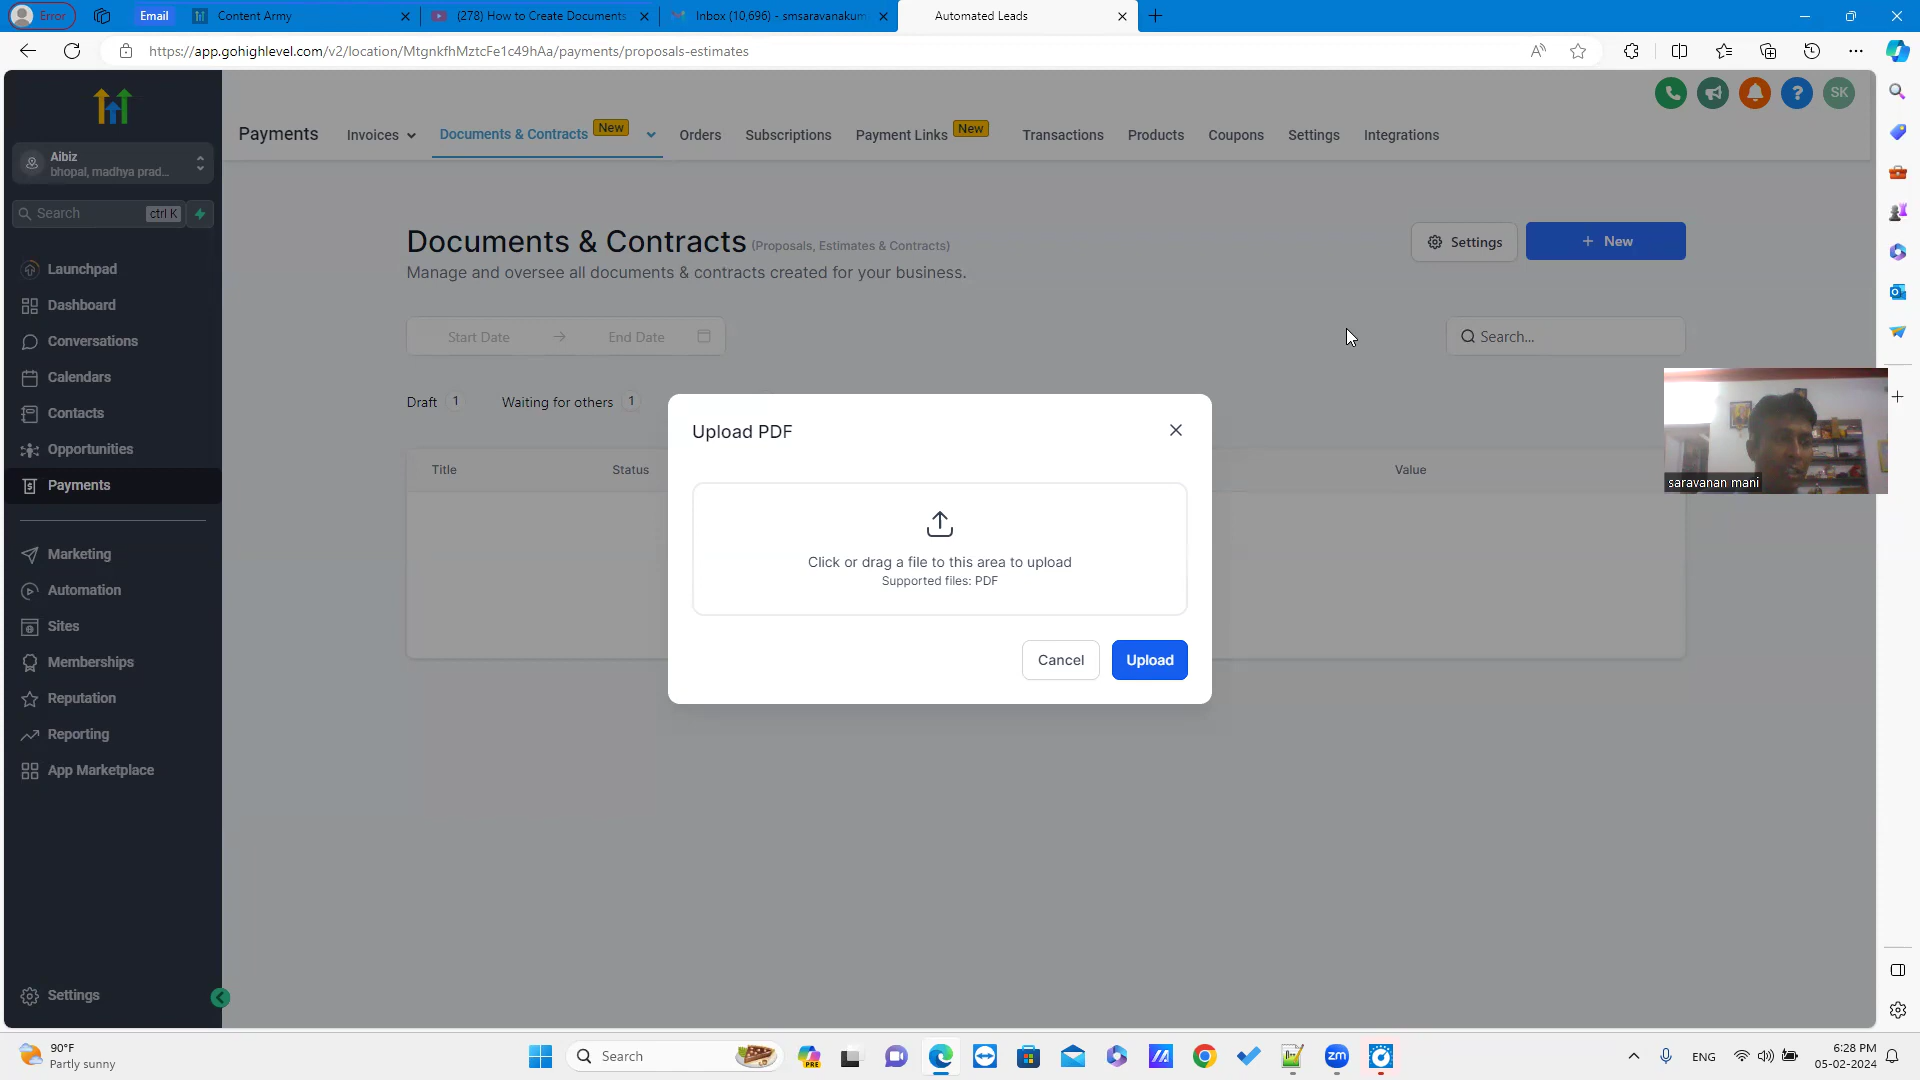 Error
Email
Content Army
(278) How to Create Documents
Inbox (10,696) - smsaravanakum
Automated Leads
https://app.gohighlevel.com/v2/location/MtgnkfhMztcFe1c49hAa/payments/proposals-estimates
SK
Payments
Invoices
Documents & Contracts
New
Orders
Subscriptions
Payment Links
New
Transactions
Products
Coupons
Settings
Integrations
Aibiz
bhopal, madhya prad...
Search
ctrl K
Launchpad
Dashboard
Conversations
Calendars
Contacts
Opportunities
Payments
Marketing
Automation
Sites
Memberships
Reputation
Reporting
App Marketplace
Settings
Documents & Contracts (Proposals, Estimates & Contracts)
Manage and oversee all documents & contracts created for your business.
Settings
+ New
Start Date
End Date
Search...
Draft 1
Waiting for others 1
Title
Status
Value
Upload PDF
Click or drag a file to this area to upload
Supported files: PDF
Cancel
Upload
saravanan mani
90°F
Partly sunny
Search
PRE
zm
ENG
6:28 PM
05-02-2024